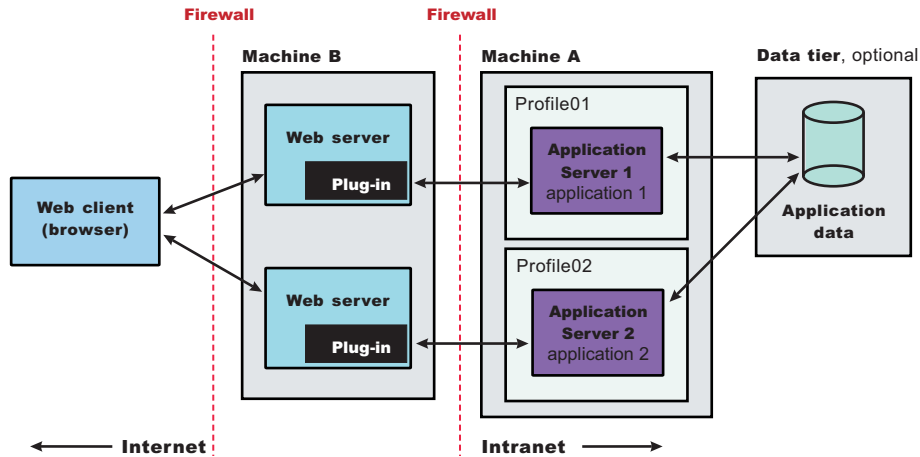 Firewall
Firewall
Machine B
Machine A
Data tier, optional
Web client
(browser)
Web server
Plug-in
Web server
Plug-in
Profile01
Application
Server 1
application 1
Profile02
Application
Server 2
application 2
Application
data
Internet
Intranet